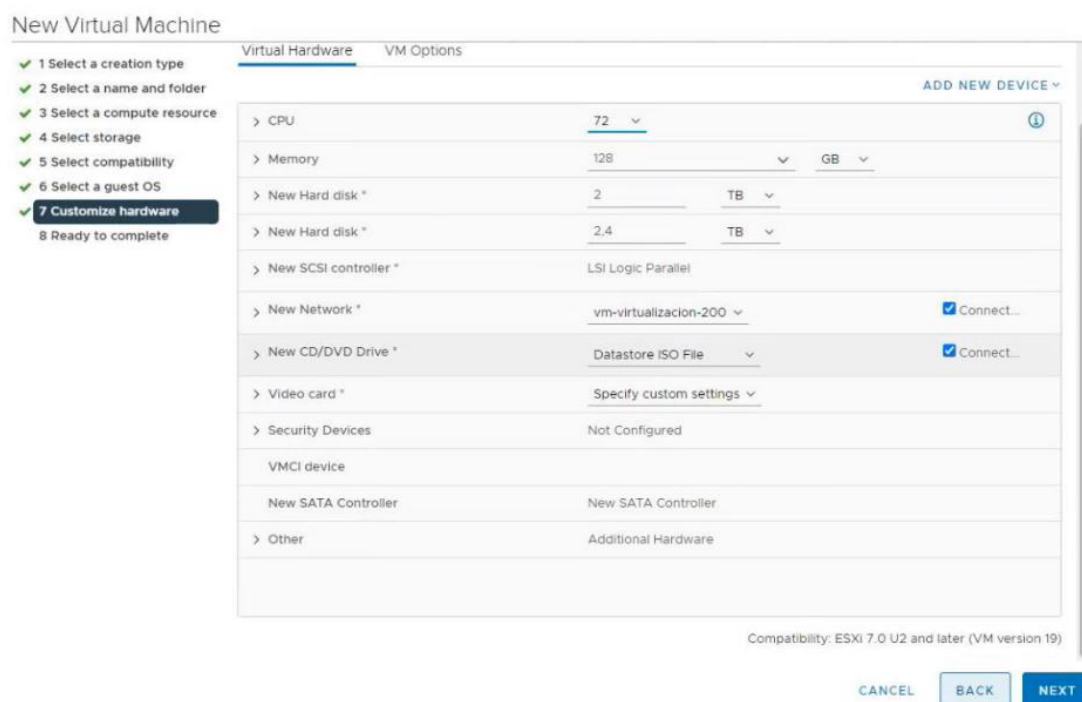 New Virtual Machine
1 Select a creation type
2 Select a name and folder
3 Select a compute resource
4 Select storage
5 Select compatibility
6 Select a guest OS
7 Customize hardware
8 Ready to complete
Virtual Hardware VM Options
ADD NEW DEVICE
CPU 72
Memory 128 GB
New Hard disk * 2 TB
New Hard disk * 2,4 TB
New SCSI controller * LSI Logic Parallel
New Network * vm-virtualizacion-200 Connect...
New CD/DVD Drive * Datastore ISO File Connect...
Video card * Specify custom settings
Security Devices Not Configured
VMCI device
New SATA Controller New SATA Controller
Other Additional Hardware
Compatibility: ESXi 7.0 U2 and later (VM version 19)
CANCEL BACK NEXT